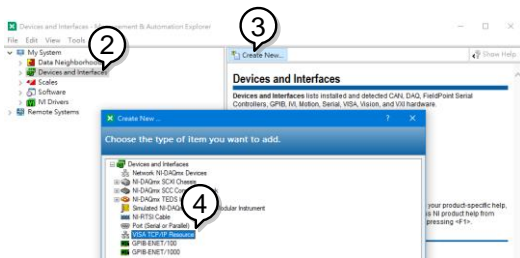 Devices and Interfaces - Management & Automation Explorer
File Edit View Tools
2
3
My System
Data Neighborhood
Devices and Interfaces
Scales
Software
IVI Drivers
Remote Systems
Create New...
Show Help
Devices and Interfaces
Devices and Interfaces lists installed and detected CAN, DAQ, FieldPoint Serial
Controllers, GPIB, IVI, Motion, Serial, VISA, Vision, and VXI hardware.
Create New ...
?
Choose the type of item you want to add.
Devices and Interfaces
Network NI-DAQmx Devices
NI-DAQmx SCXI Chassis
NI-DAQmx SCC
NI-DAQmx TEDS
4
Simulated NI-DAQmx Modular Instrument
NI-RTSI Cable
Port (Serial or Parallel)
VISA TCP/IP Resource
GPIB-ENET/100
GPIB-ENET/1000
your product-specific help,
NI product help from
pressing <F1>.